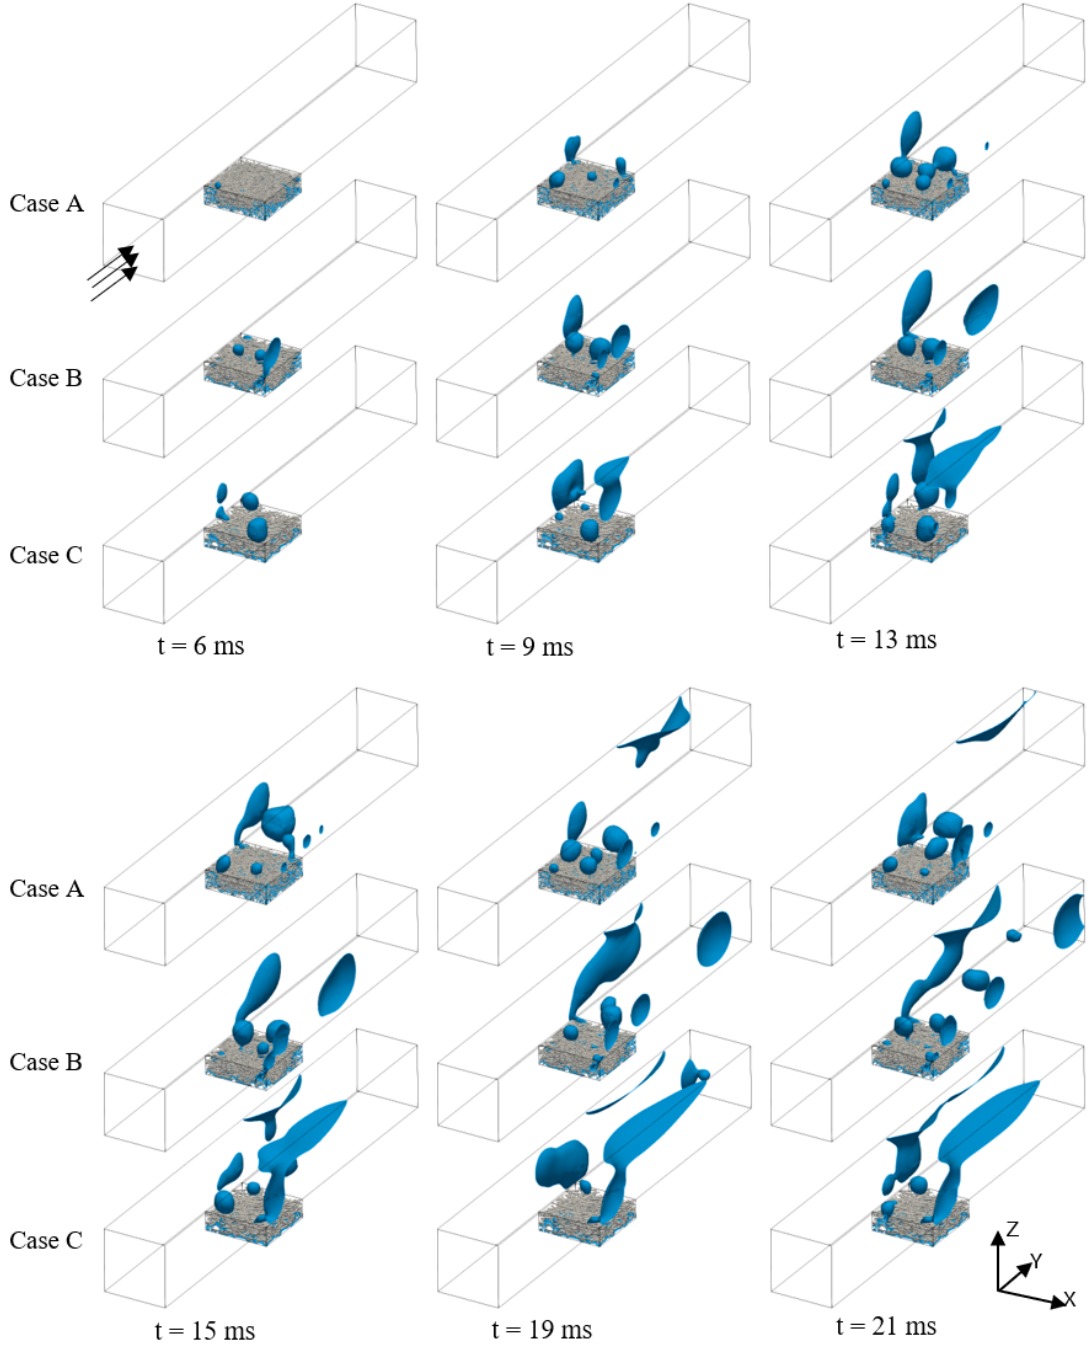 Case A
Case B
Case C
t = 6 ms
t = 9 ms
t = 13 ms
Case A
Case B
Case C
Z
Y
X
t = 15 ms
t = 19 ms
t = 21 ms